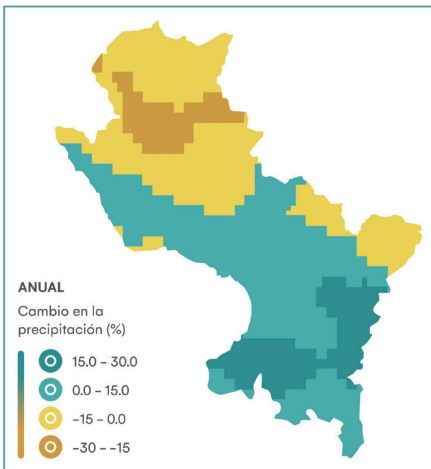 ANUAL
Cambio en la
precipitación (%)
15.0 – 30.0
0.0 – 15.0
–15 – 0.0
–30 – –15